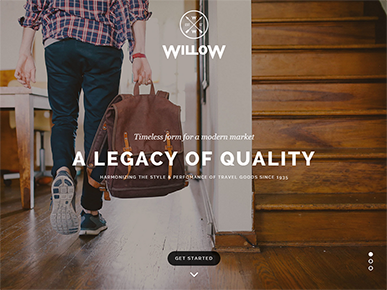 WILLOW
Timeless form for a modern market
A LEGACY OF QUALITY
HARMONIZING THE STYLE & PERFOMANCE OF TRAVEL GOODS SINCE 1935
GET STARTED